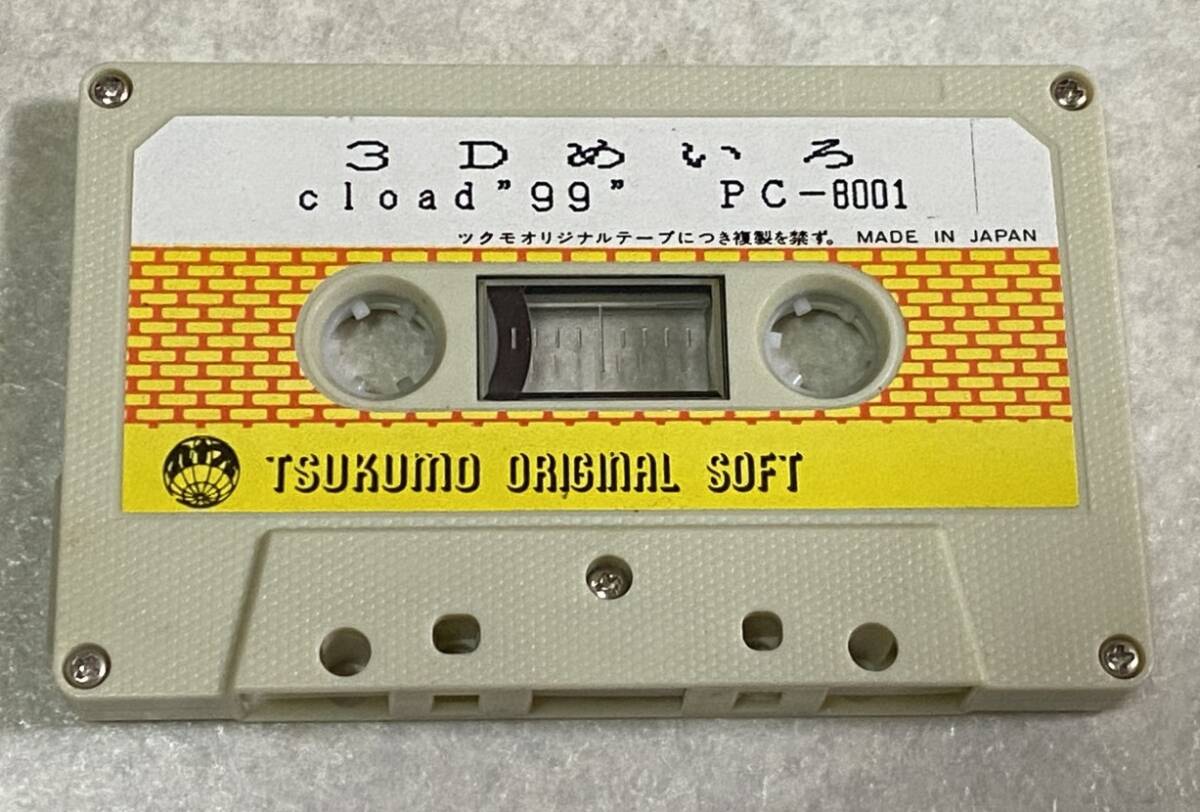 3Dめいろ
cload"99" PC-8001
ツクモオリジナルテープにつき複製を禁ず。 MADE IN JAPAN
TSUKUMO ORIGINAL SOFT